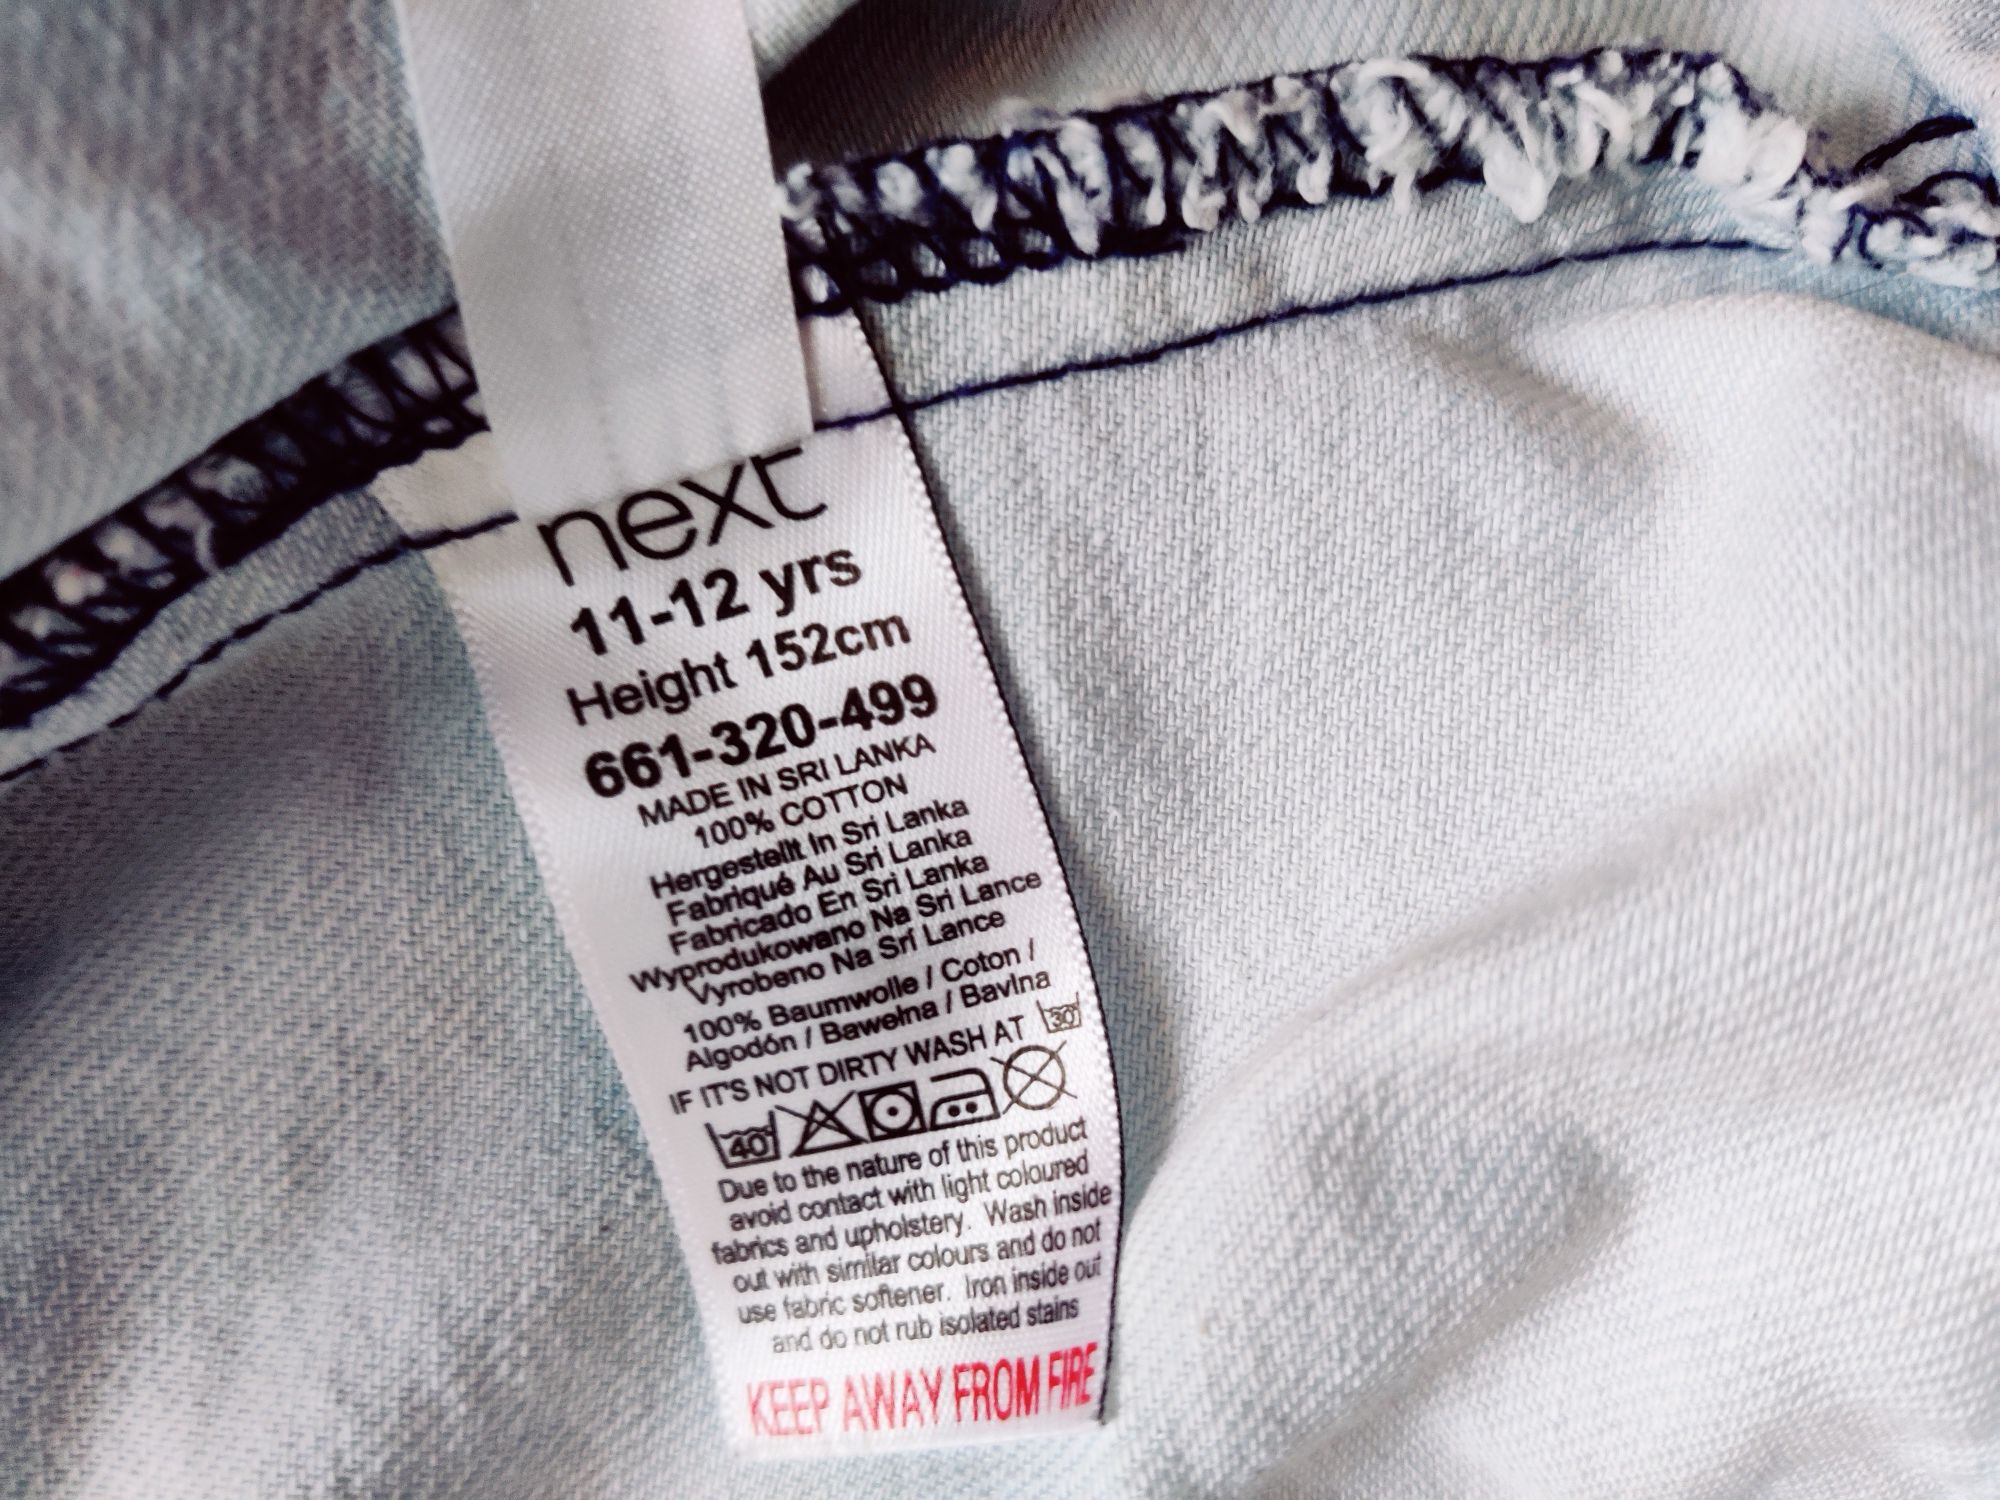 next
11-12 yrs
Height 152cm
661-320-499
MADE IN SRI LANKA
100% COTTON
Hergestellt In Sri Lanka
Fabriqué Au Sri Lanka
Fabricado En Sri Lanka
Wyprodukowano Na Sri Lance
Vyrobeno Na Srí Lance
100% Baumwolle / Coton /
Algodón / Bawełna / Bavlna
IF IT'S NOT DIRTY WASH AT 30
40
Due to the nature of this product
avoid contact with light coloured
fabrics and upholstery. Wash inside
out with similar colours and do not
use fabric softener. Iron inside out
and do not rub isolated stains
KEEP AWAY FROM FIRE